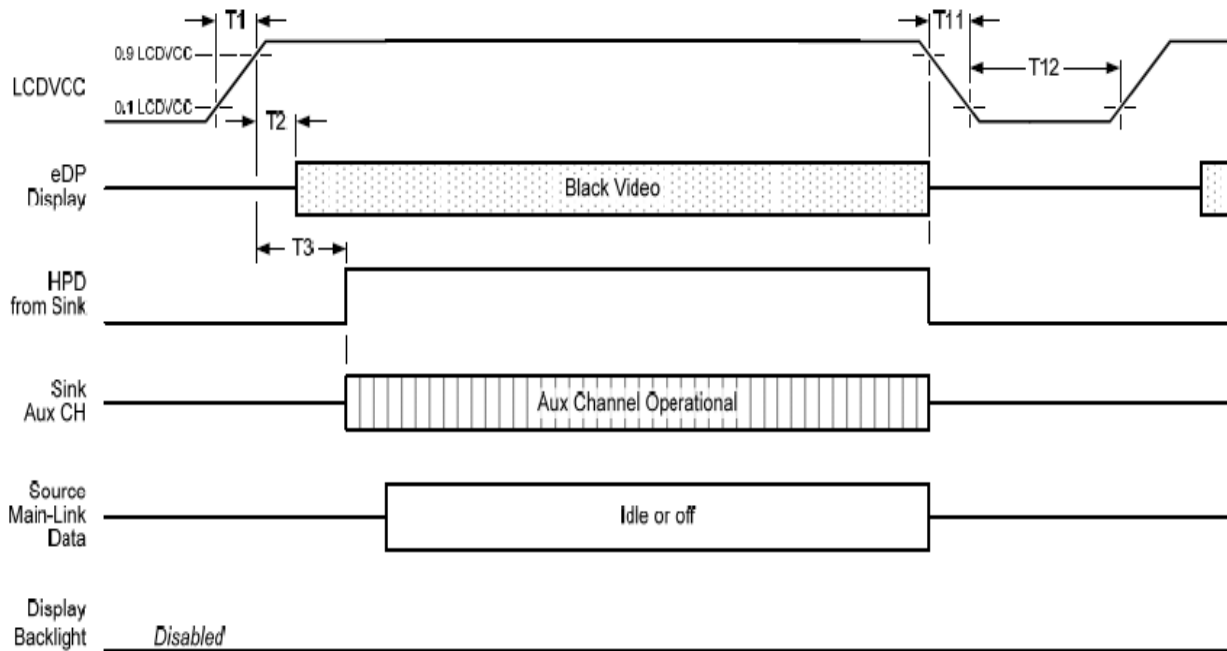 T1
T11
0.9 LCDVCC
T12
LCDVCC
0.1 LCDVCC
T2
eDP
Display
Black Video
T3
HPD
from Sink
Sink
Aux CH
Aux Channel Operational
Source
Main-Link
Data
Idle or off
Display
Backlight
Disabled